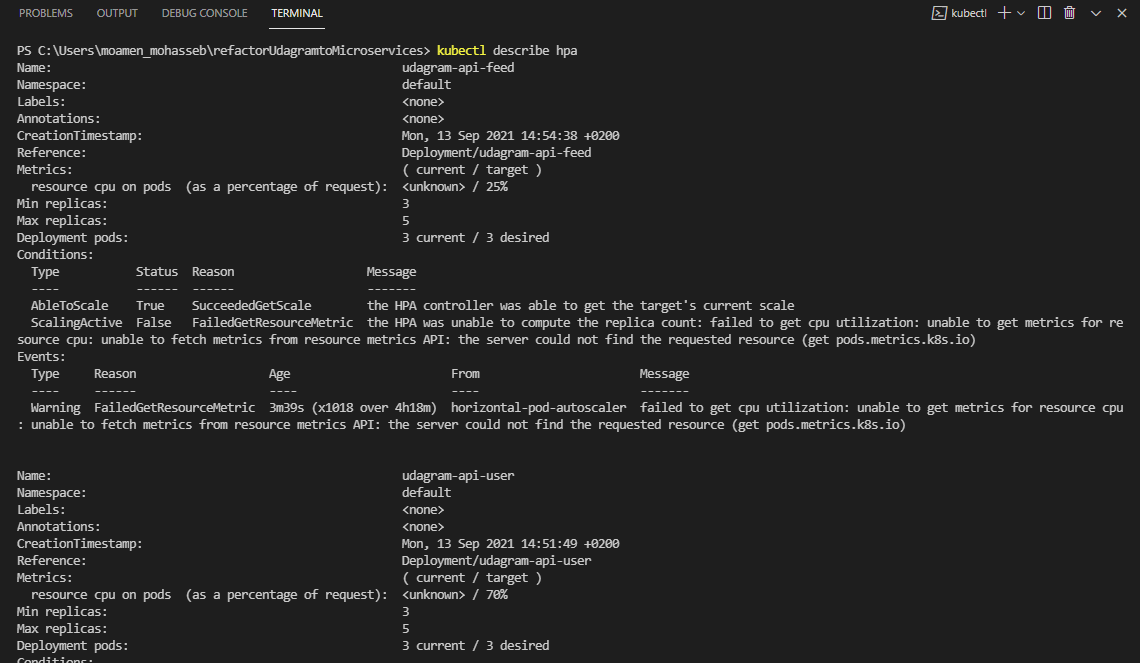 PROBLEMS OUTPUT DEBUG CONSOLE TERMINAL kubectl
PS C:\Users\moamen_mohasseb\refactorUdagramtoMicroservices> kubectl describe hpa
Name: udagram-api-feed
Namespace: default
Labels: <none>
Annotations: <none>
CreationTimestamp: Mon, 13 Sep 2021 14:54:38 +0200
Reference: Deployment/udagram-api-feed
Metrics: ( current / target )
resource cpu on pods (as a percentage of request): <unknown> / 25%
Min replicas: 3
Max replicas: 5
Deployment pods: 3 current / 3 desired
Conditions:
Type Status Reason Message
---- ------ ------ -------
AbleToScale True SucceededGetScale the HPA controller was able to get the target's current scale
ScalingActive False FailedGetResourceMetric the HPA was unable to compute the replica count: failed to get cpu utilization: unable to get metrics for re
source cpu: unable to fetch metrics from resource metrics API: the server could not find the requested resource (get pods.metrics.k8s.io)
Events:
Type Reason Age From Message
---- ------ ---- ---- -------
Warning FailedGetResourceMetric 3m39s (x1018 over 4h18m) horizontal-pod-autoscaler failed to get cpu utilization: unable to get metrics for resource cpu
: unable to fetch metrics from resource metrics API: the server could not find the requested resource (get pods.metrics.k8s.io)
Name: udagram-api-user
Namespace: default
Labels: <none>
Annotations: <none>
CreationTimestamp: Mon, 13 Sep 2021 14:51:49 +0200
Reference: Deployment/udagram-api-user
Metrics: ( current / target )
resource cpu on pods (as a percentage of request): <unknown> / 70%
Min replicas: 3
Max replicas: 5
Deployment pods: 3 current / 3 desired
Conditions: